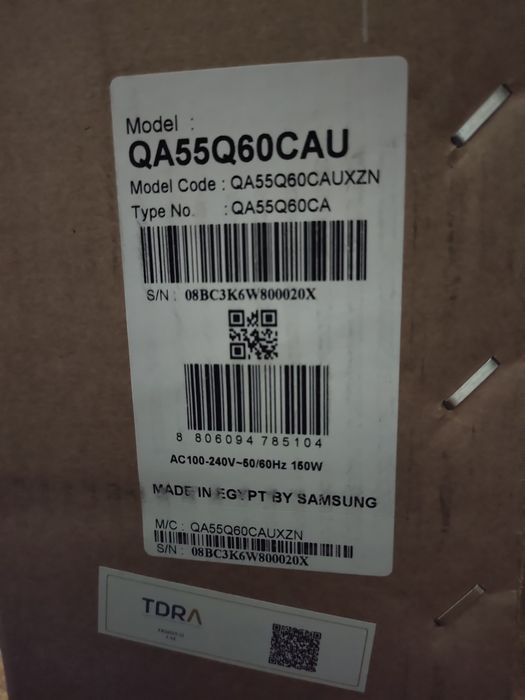 Model :
QA55Q60CAU
Model Code : QA55Q60CAUXZN
Type No. : QA55Q60CA
S/N : 08BC3K6W800020X
8 806094 785104
AC100-240V~50/60Hz 150W
MADE IN EGYPT BY SAMSUNG
M/C : QA55Q60CAUXZN
S/N : 08BC3K6W800020X
TDRA